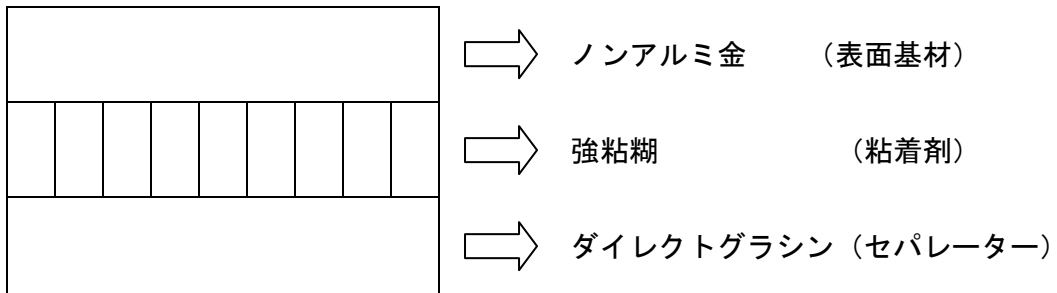 ノンアルミ金　　（表面基材）
強粘糊　　　　　（粘着剤）
ダイレクトグラシン（セパレーター）